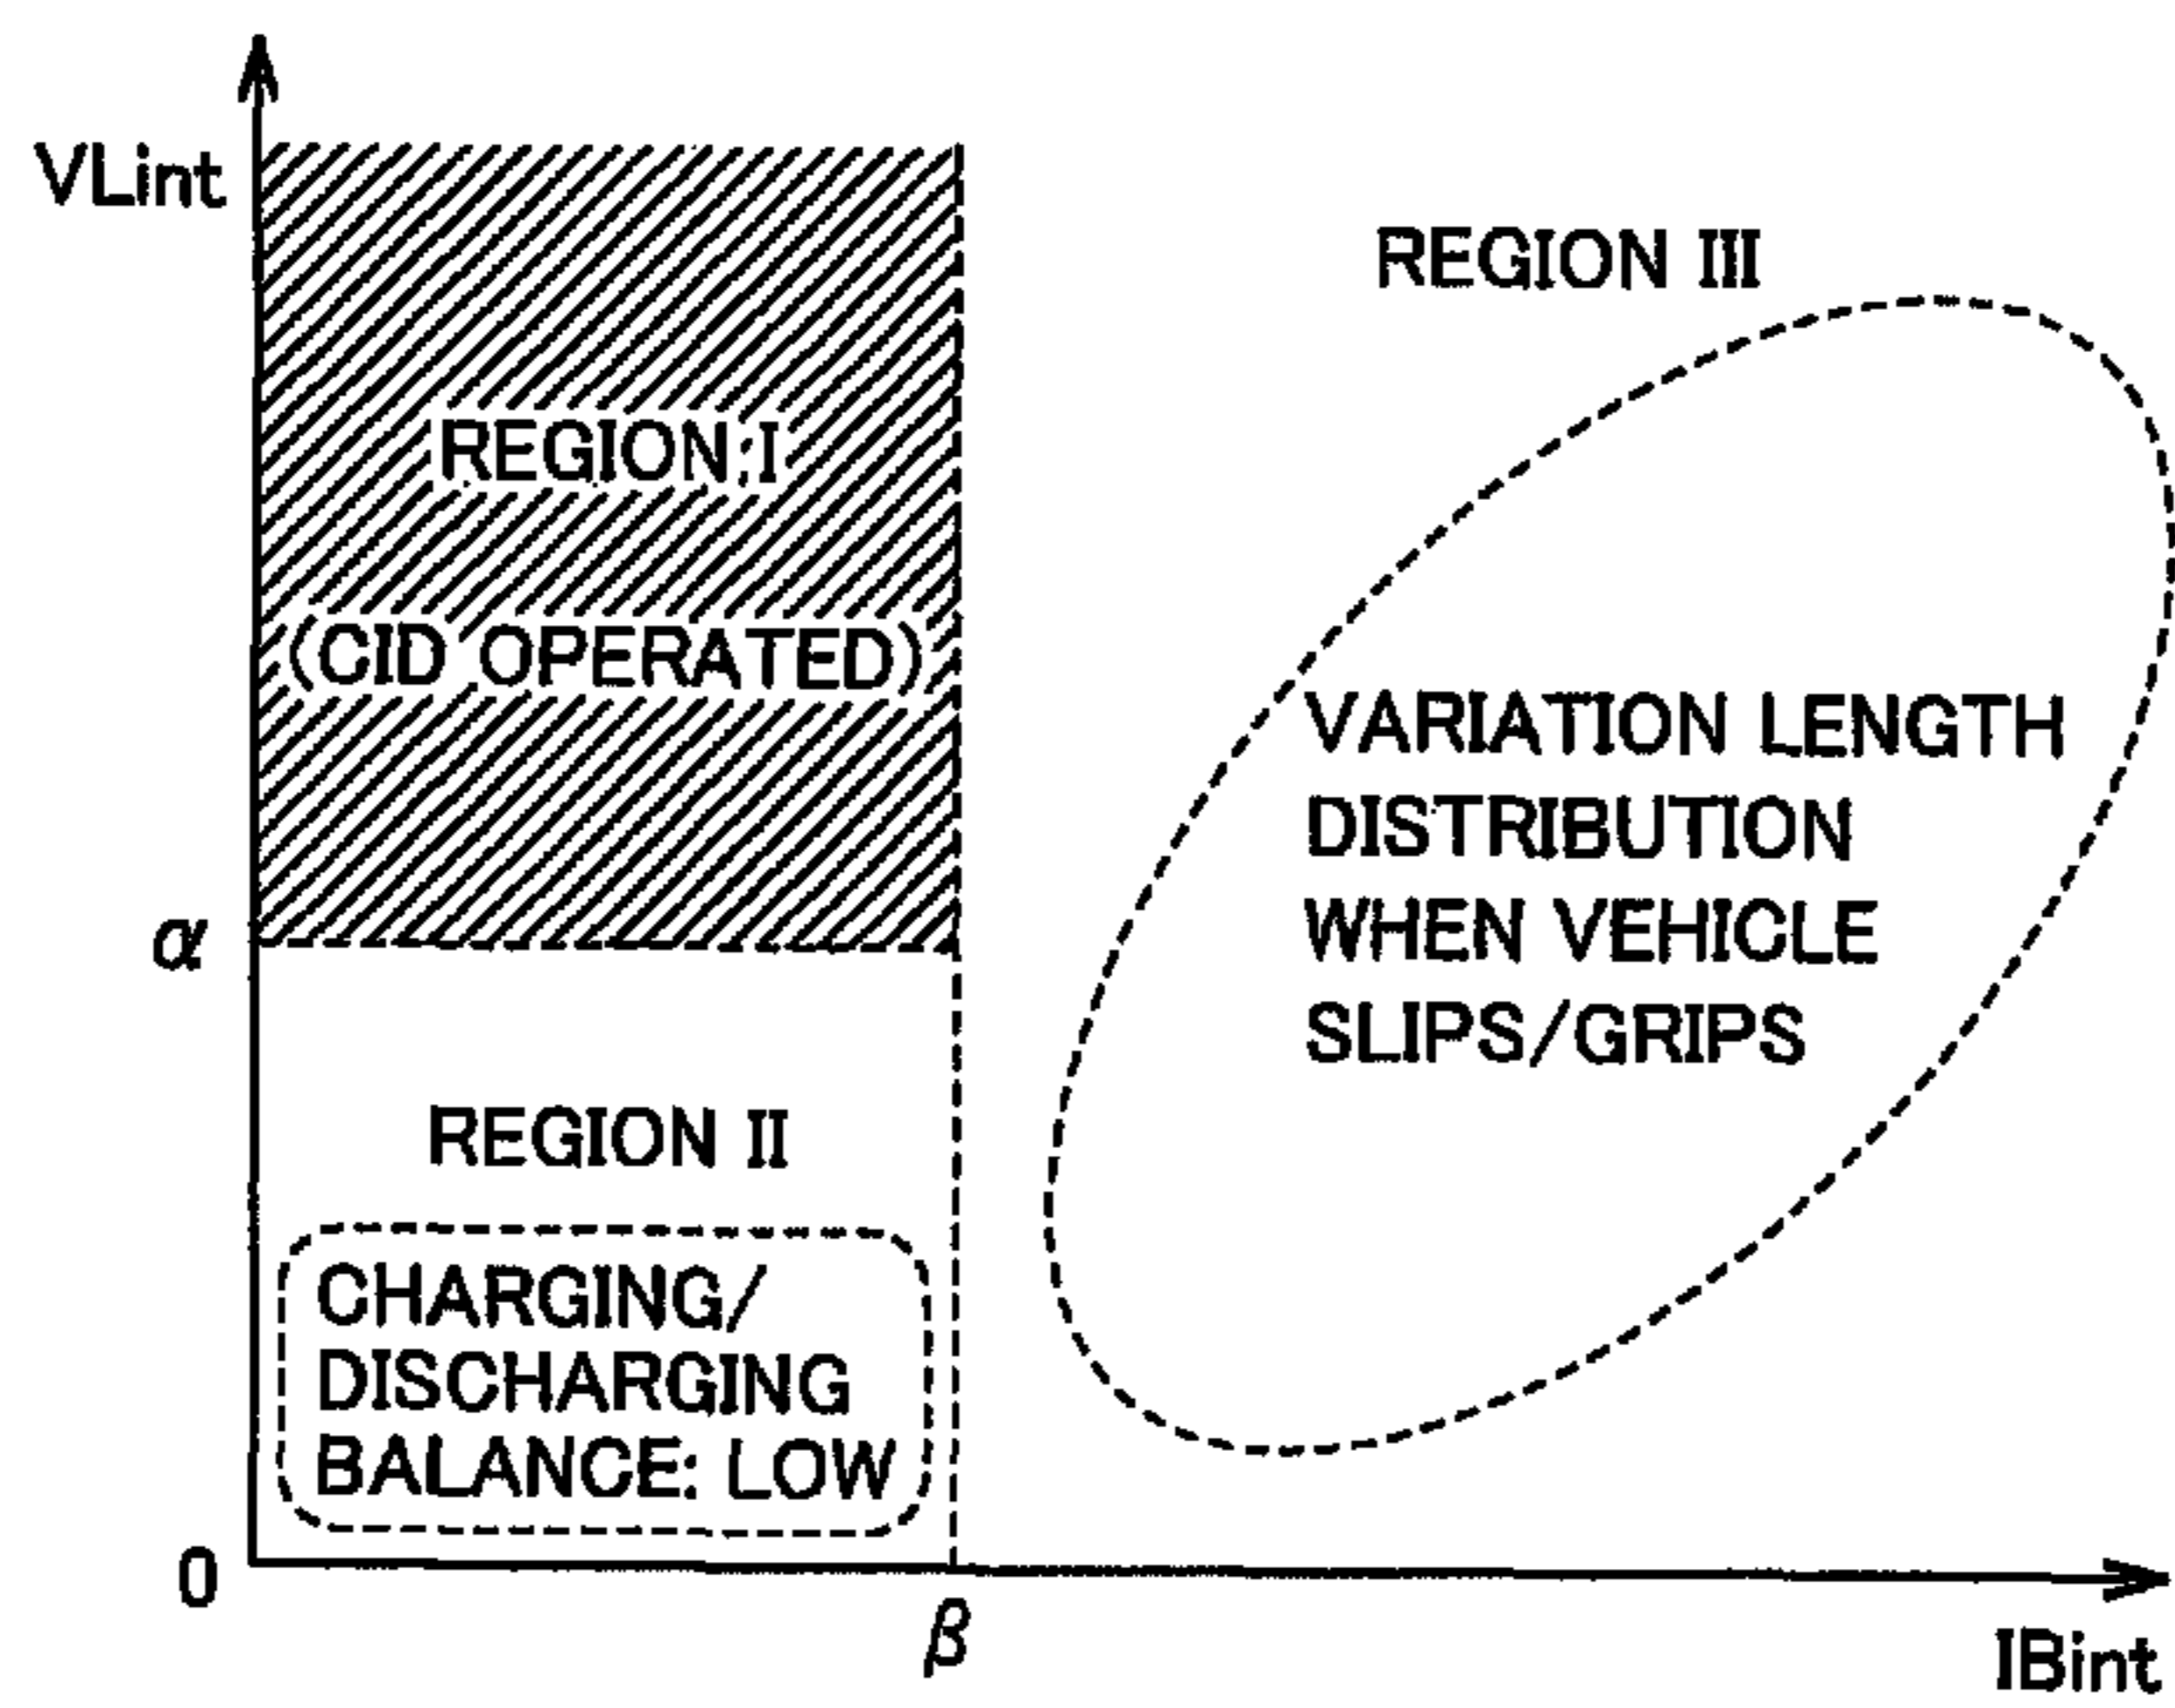 VLint
REGION III
REGION I
(CID OPERATED)
VARIATION LENGTH
DISTRIBUTION
WHEN VEHICLE
SLIPS/GRIPS
α
REGION II
CHARGING/
DISCHARGING
BALANCE: LOW
0
β
IBint